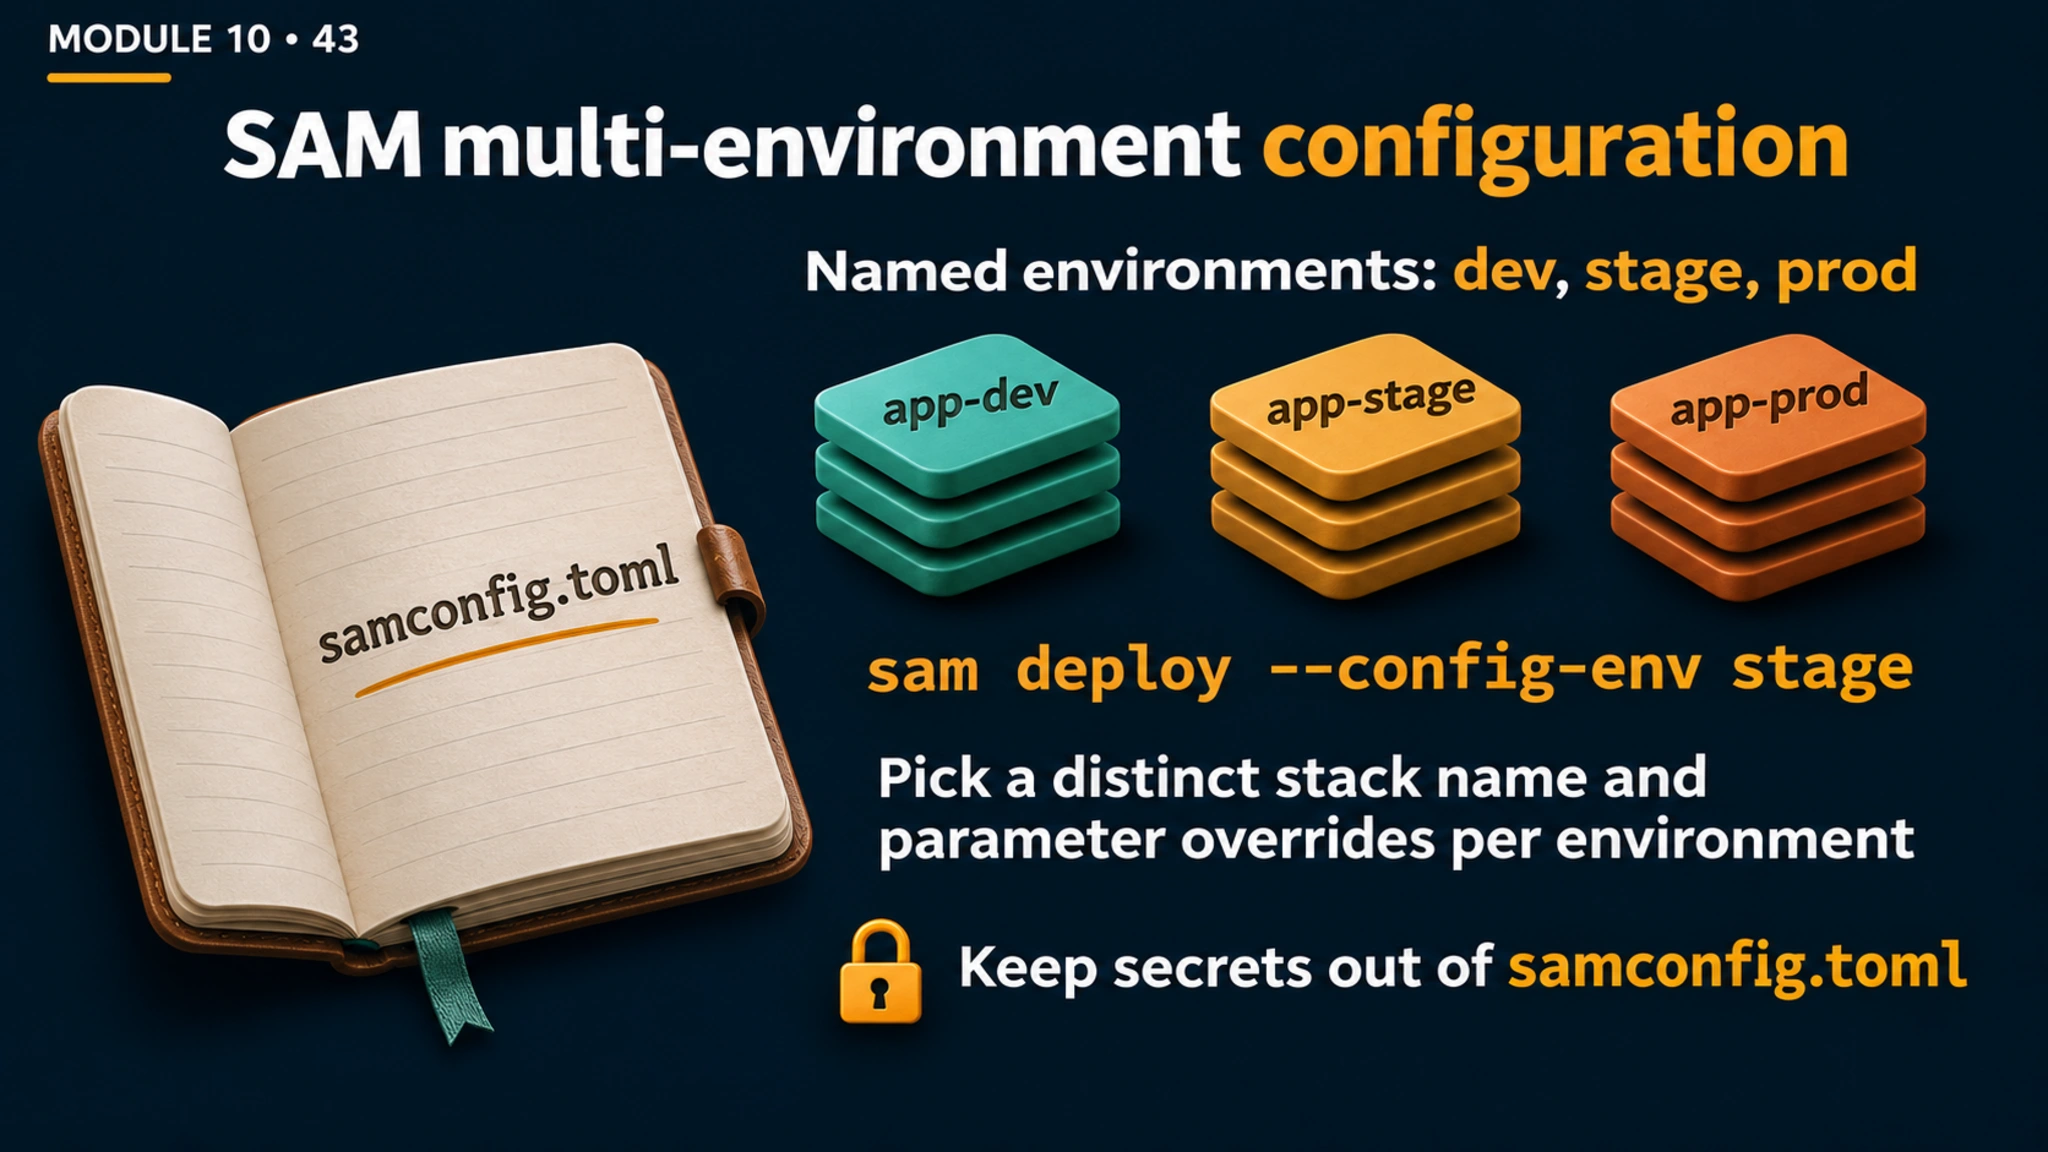 MODULE 10 • 43
SAM multi-environment configuration
Named environments: dev, stage, prod
app-dev
app-stage
app-prod
samconfig.toml
sam deploy --config-env stage
Pick a distinct stack name and
parameter overrides per environment
Keep secrets out of samconfig.toml